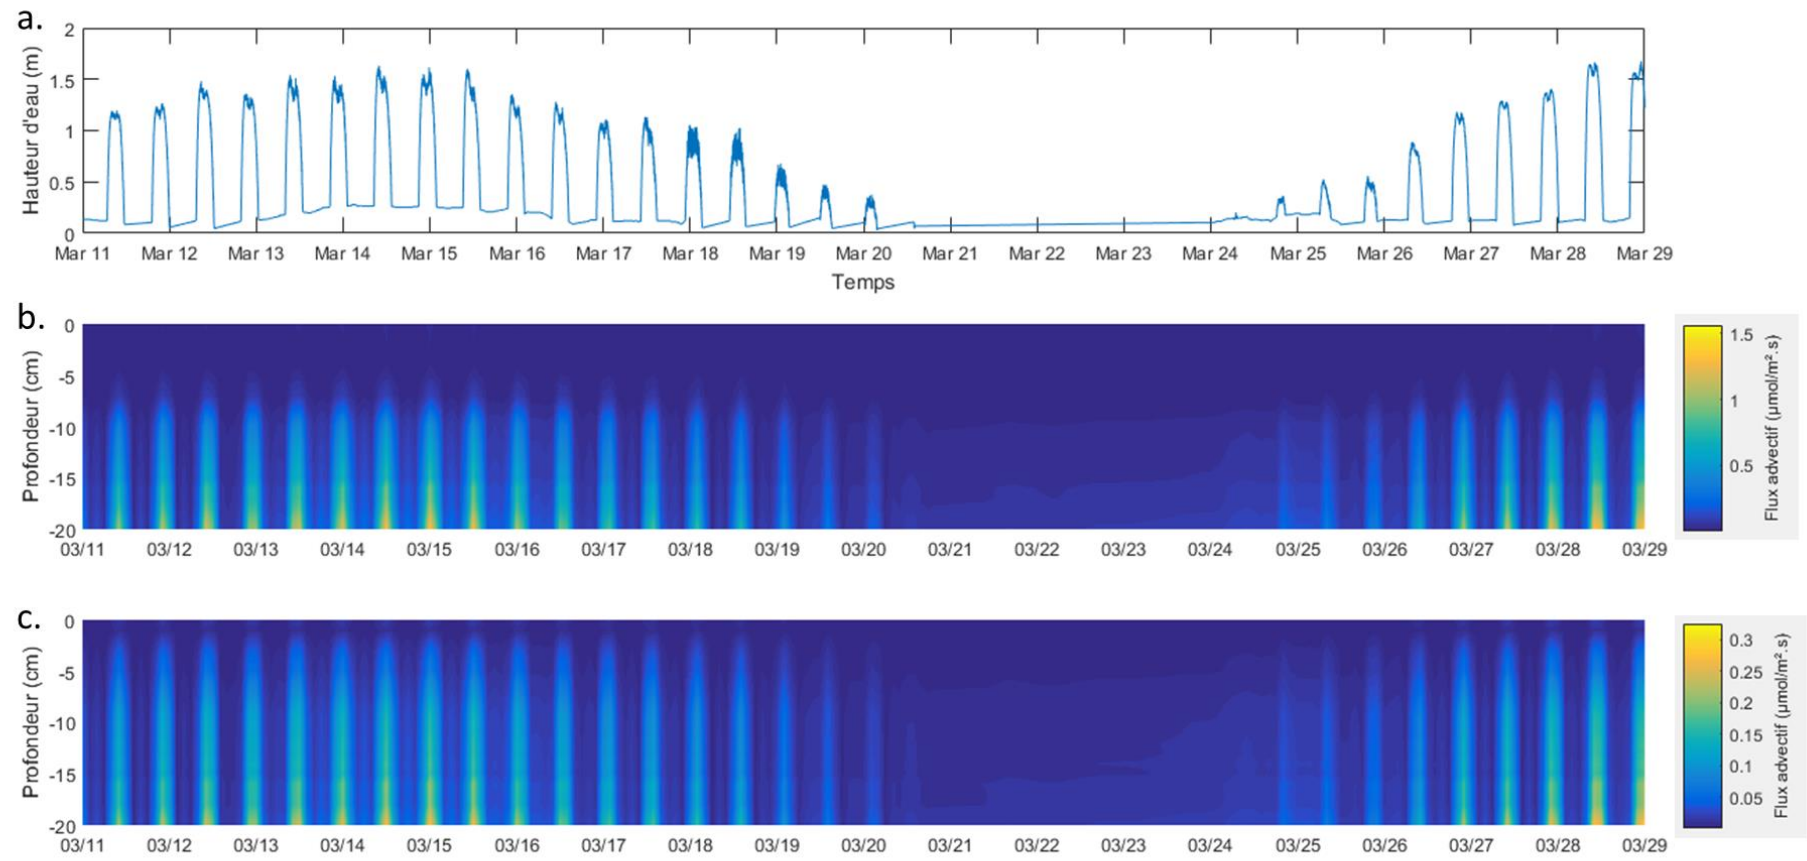 a.
2
1.5
1
0.5
0
Hauteur d'eau (m)
Mar 11 Mar 12 Mar 13 Mar 14 Mar 15 Mar 16 Mar 17 Mar 18 Mar 19 Mar 20 Mar 21 Mar 22 Mar 23 Mar 24 Mar 25 Mar 26 Mar 27 Mar 28 Mar 29
Temps
b.
0
-5
-10
-15
-20
Profondeur (cm)
03/11 03/12 03/13 03/14 03/15 03/16 03/17 03/18 03/19 03/20 03/21 03/22 03/23 03/24 03/25 03/26 03/27 03/28 03/29
1.5
1
0.5
Flux advectif (µmol/m².s)
c.
0
-5
-10
-15
-20
Profondeur (cm)
03/11 03/12 03/13 03/14 03/15 03/16 03/17 03/18 03/19 03/20 03/21 03/22 03/23 03/24 03/25 03/26 03/27 03/28 03/29
0.3
0.25
0.2
0.15
0.1
0.05
Flux advectif (µmol/m².s)